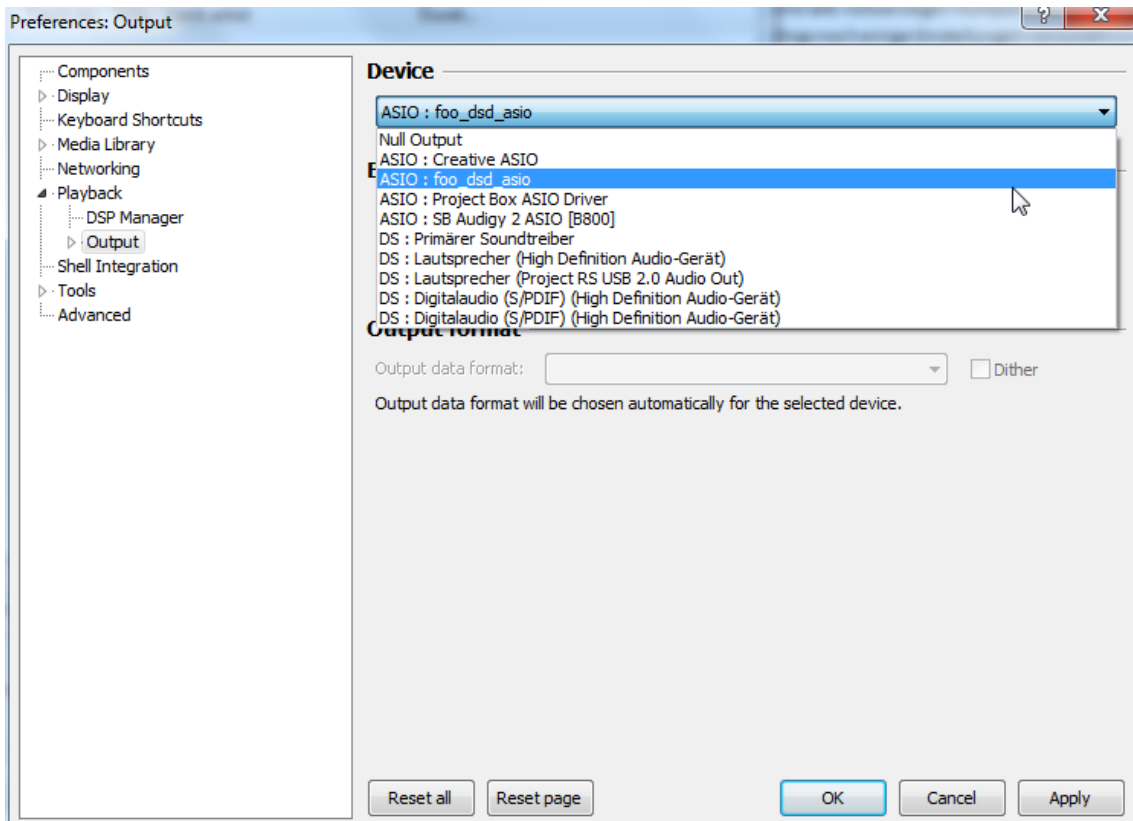 Preferences: Output
?
X
Components
Display
Keyboard Shortcuts
Media Library
Networking
Playback
DSP Manager
Output
Shell Integration
Tools
Advanced
Device
ASIO : foo_dsd_asio
Null Output
ASIO : Creative ASIO
ASIO : foo_dsd_asio
ASIO : Project Box ASIO Driver
ASIO : SB Audigy 2 ASIO [B800]
DS : Primärer Soundtreiber
DS : Lautsprecher (High Definition Audio-Gerät)
DS : Lautsprecher (Project RS USB 2.0 Audio Out)
DS : Digitalaudio (S/PDIF) (High Definition Audio-Gerät)
DS : Digitalaudio (S/PDIF) (High Definition Audio-Gerät)
Output format
Output data format:
Dither
Output data format will be chosen automatically for the selected device.
Reset all
Reset page
OK
Cancel
Apply